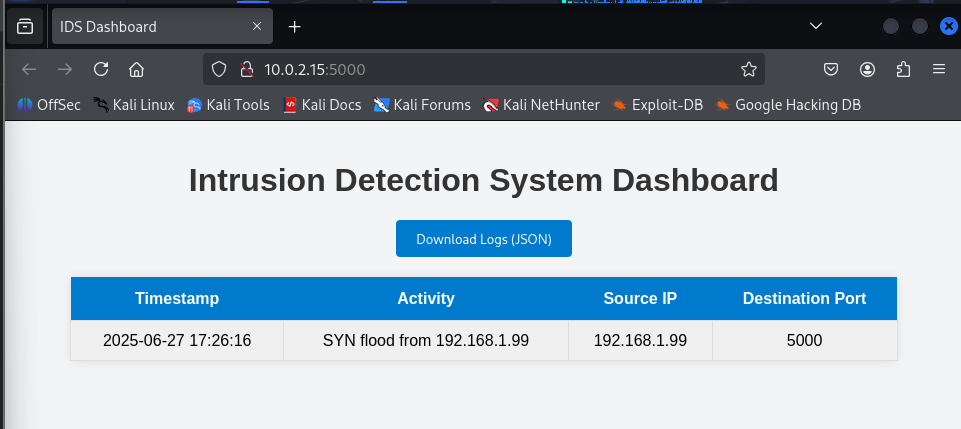 IDS Dashboard
10.0.2.15:5000
OffSec Kali Linux Kali Tools Kali Docs Kali Forums Kali NetHunter Exploit-DB Google Hacking DB
Intrusion Detection System Dashboard
Download Logs (JSON)
Timestamp Activity Source IP Destination Port
2025-06-27 17:26:16 SYN flood from 192.168.1.99 192.168.1.99 5000